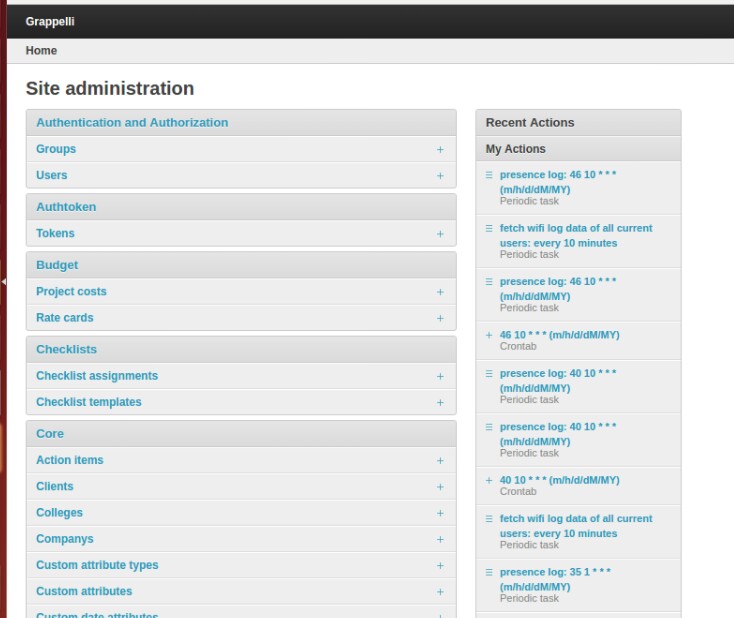 Grappelli
Home
Site administration
Authentication and Authorization
Groups +
Users +
Authtoken
Tokens +
Budget
Project costs +
Rate cards +
Checklists
Checklist assignments +
Checklist templates +
Core
Action items +
Clients +
Colleges +
Companys +
Custom attribute types +
Custom attributes +
Custom date attributes +
Recent Actions
My Actions
presence log: 46 10 * * *
(m/h/d/dM/MY)
Periodic task
fetch wifi log data of all current
users: every 10 minutes
Periodic task
presence log: 46 10 * * *
(m/h/d/dM/MY)
Periodic task
+ 46 10 * * * (m/h/d/dM/MY)
Crontab
presence log: 40 10 * * *
(m/h/d/dM/MY)
Periodic task
presence log: 40 10 * * *
(m/h/d/dM/MY)
Periodic task
+ 40 10 * * * (m/h/d/dM/MY)
Crontab
fetch wifi log data of all current
users: every 10 minutes
Periodic task
presence log: 35 1 * * *
(m/h/d/dM/MY)
Periodic task